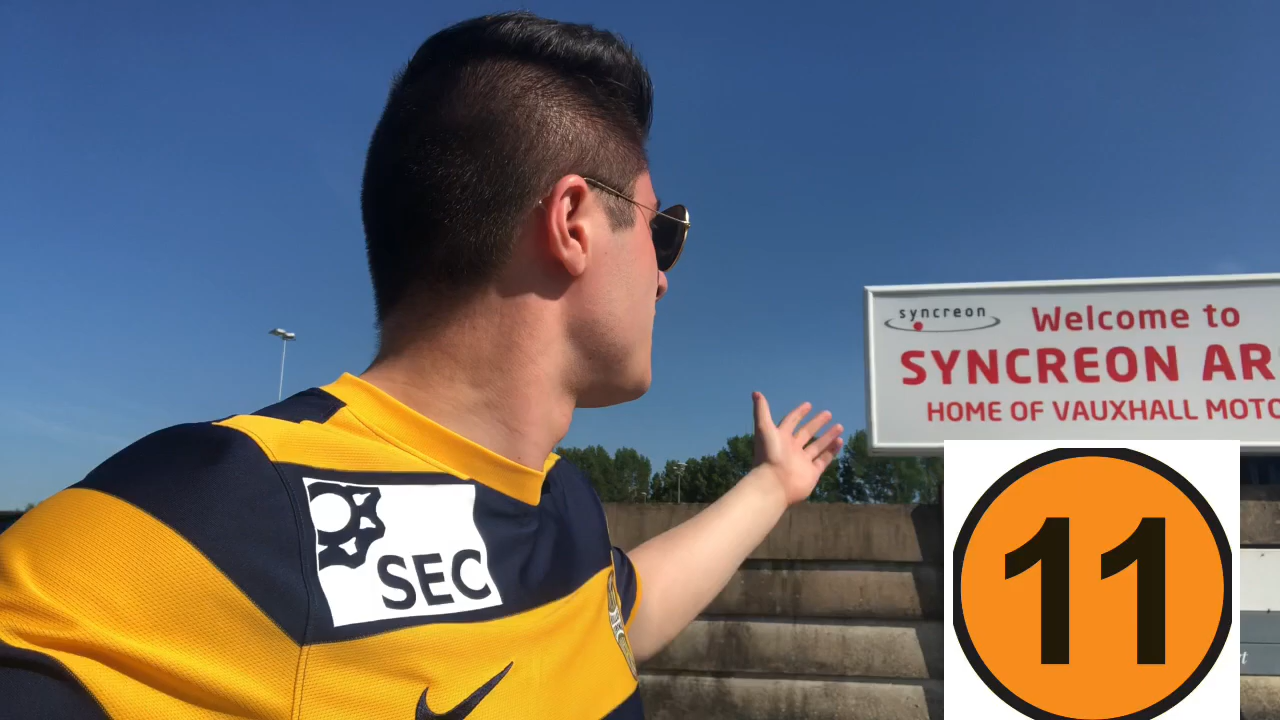 syncreon
Welcome to
SYNCREON AR
HOME OF VAUXHALL MOTO
SEC
11